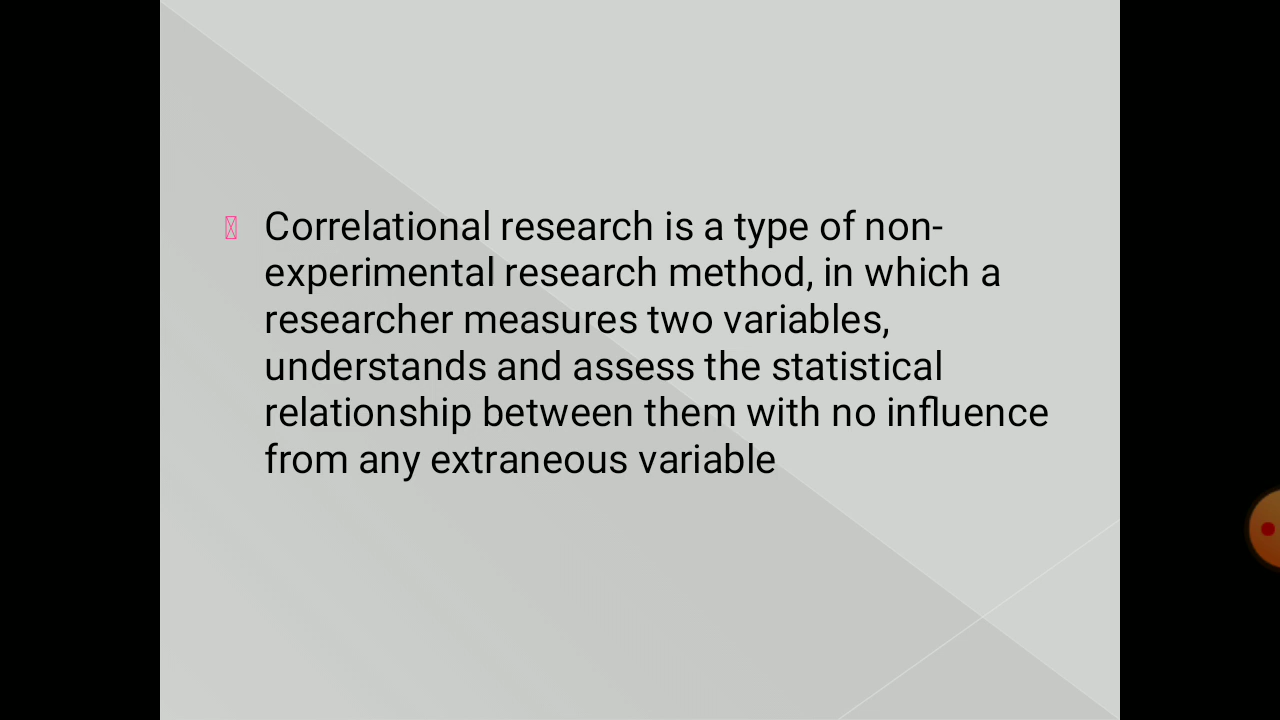 Correlational research is a type of non-
experimental research method, in which a
researcher measures two variables,
understands and assess the statistical
relationship between them with no influence
from any extraneous variable